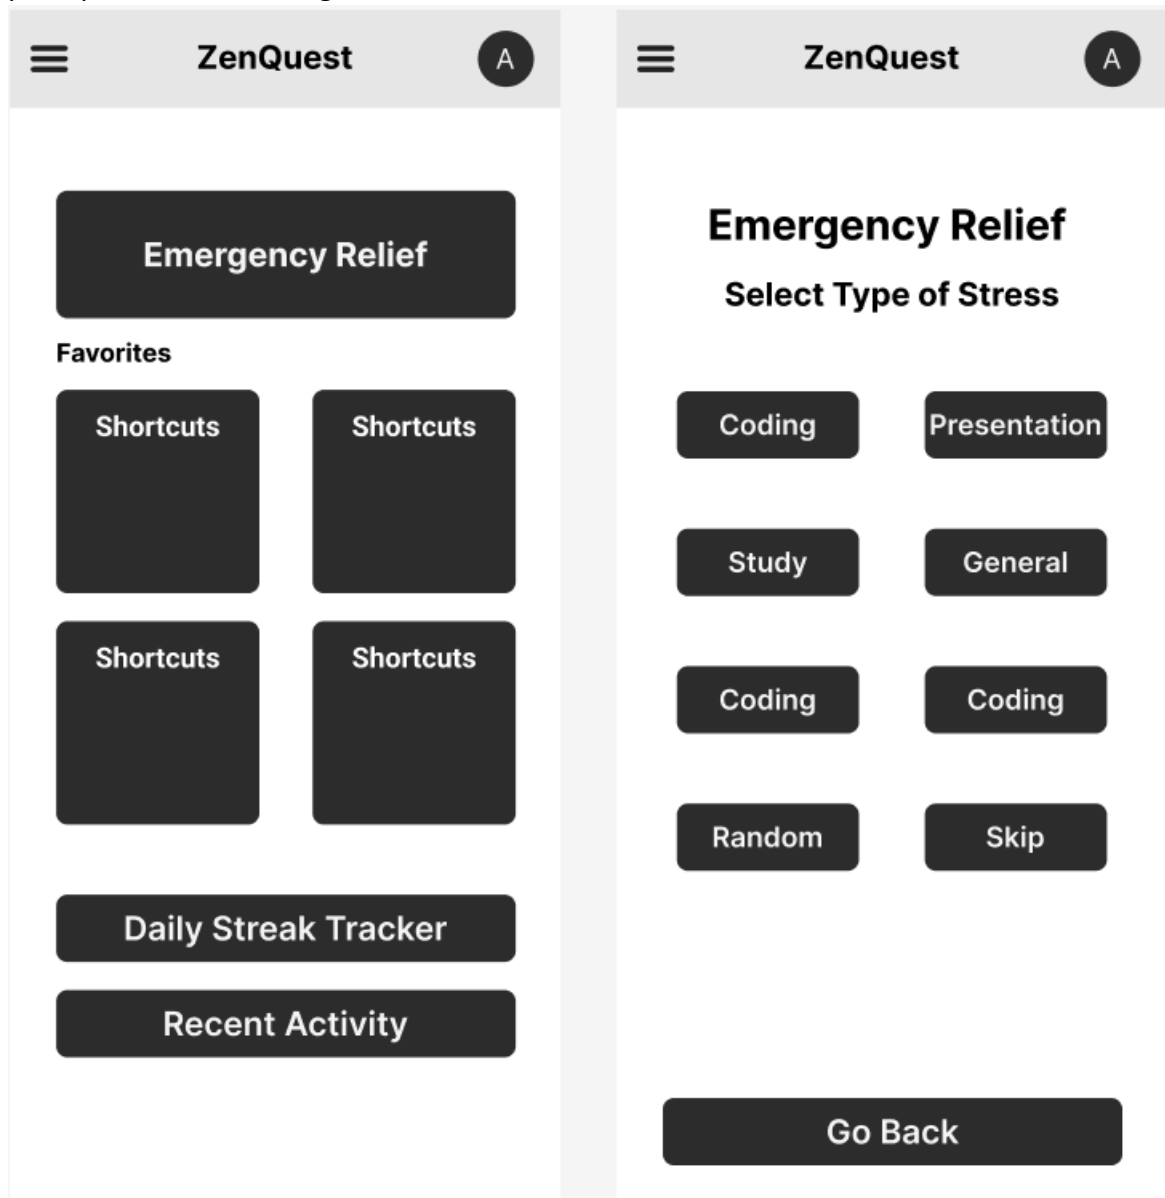 ZenQuest
A
Emergency Relief
Favorites
Shortcuts
Shortcuts
Shortcuts
Shortcuts
Daily Streak Tracker
Recent Activity
ZenQuest
A
Emergency Relief
Select Type of Stress
Coding
Presentation
Study
General
Coding
Coding
Random
Skip
Go Back